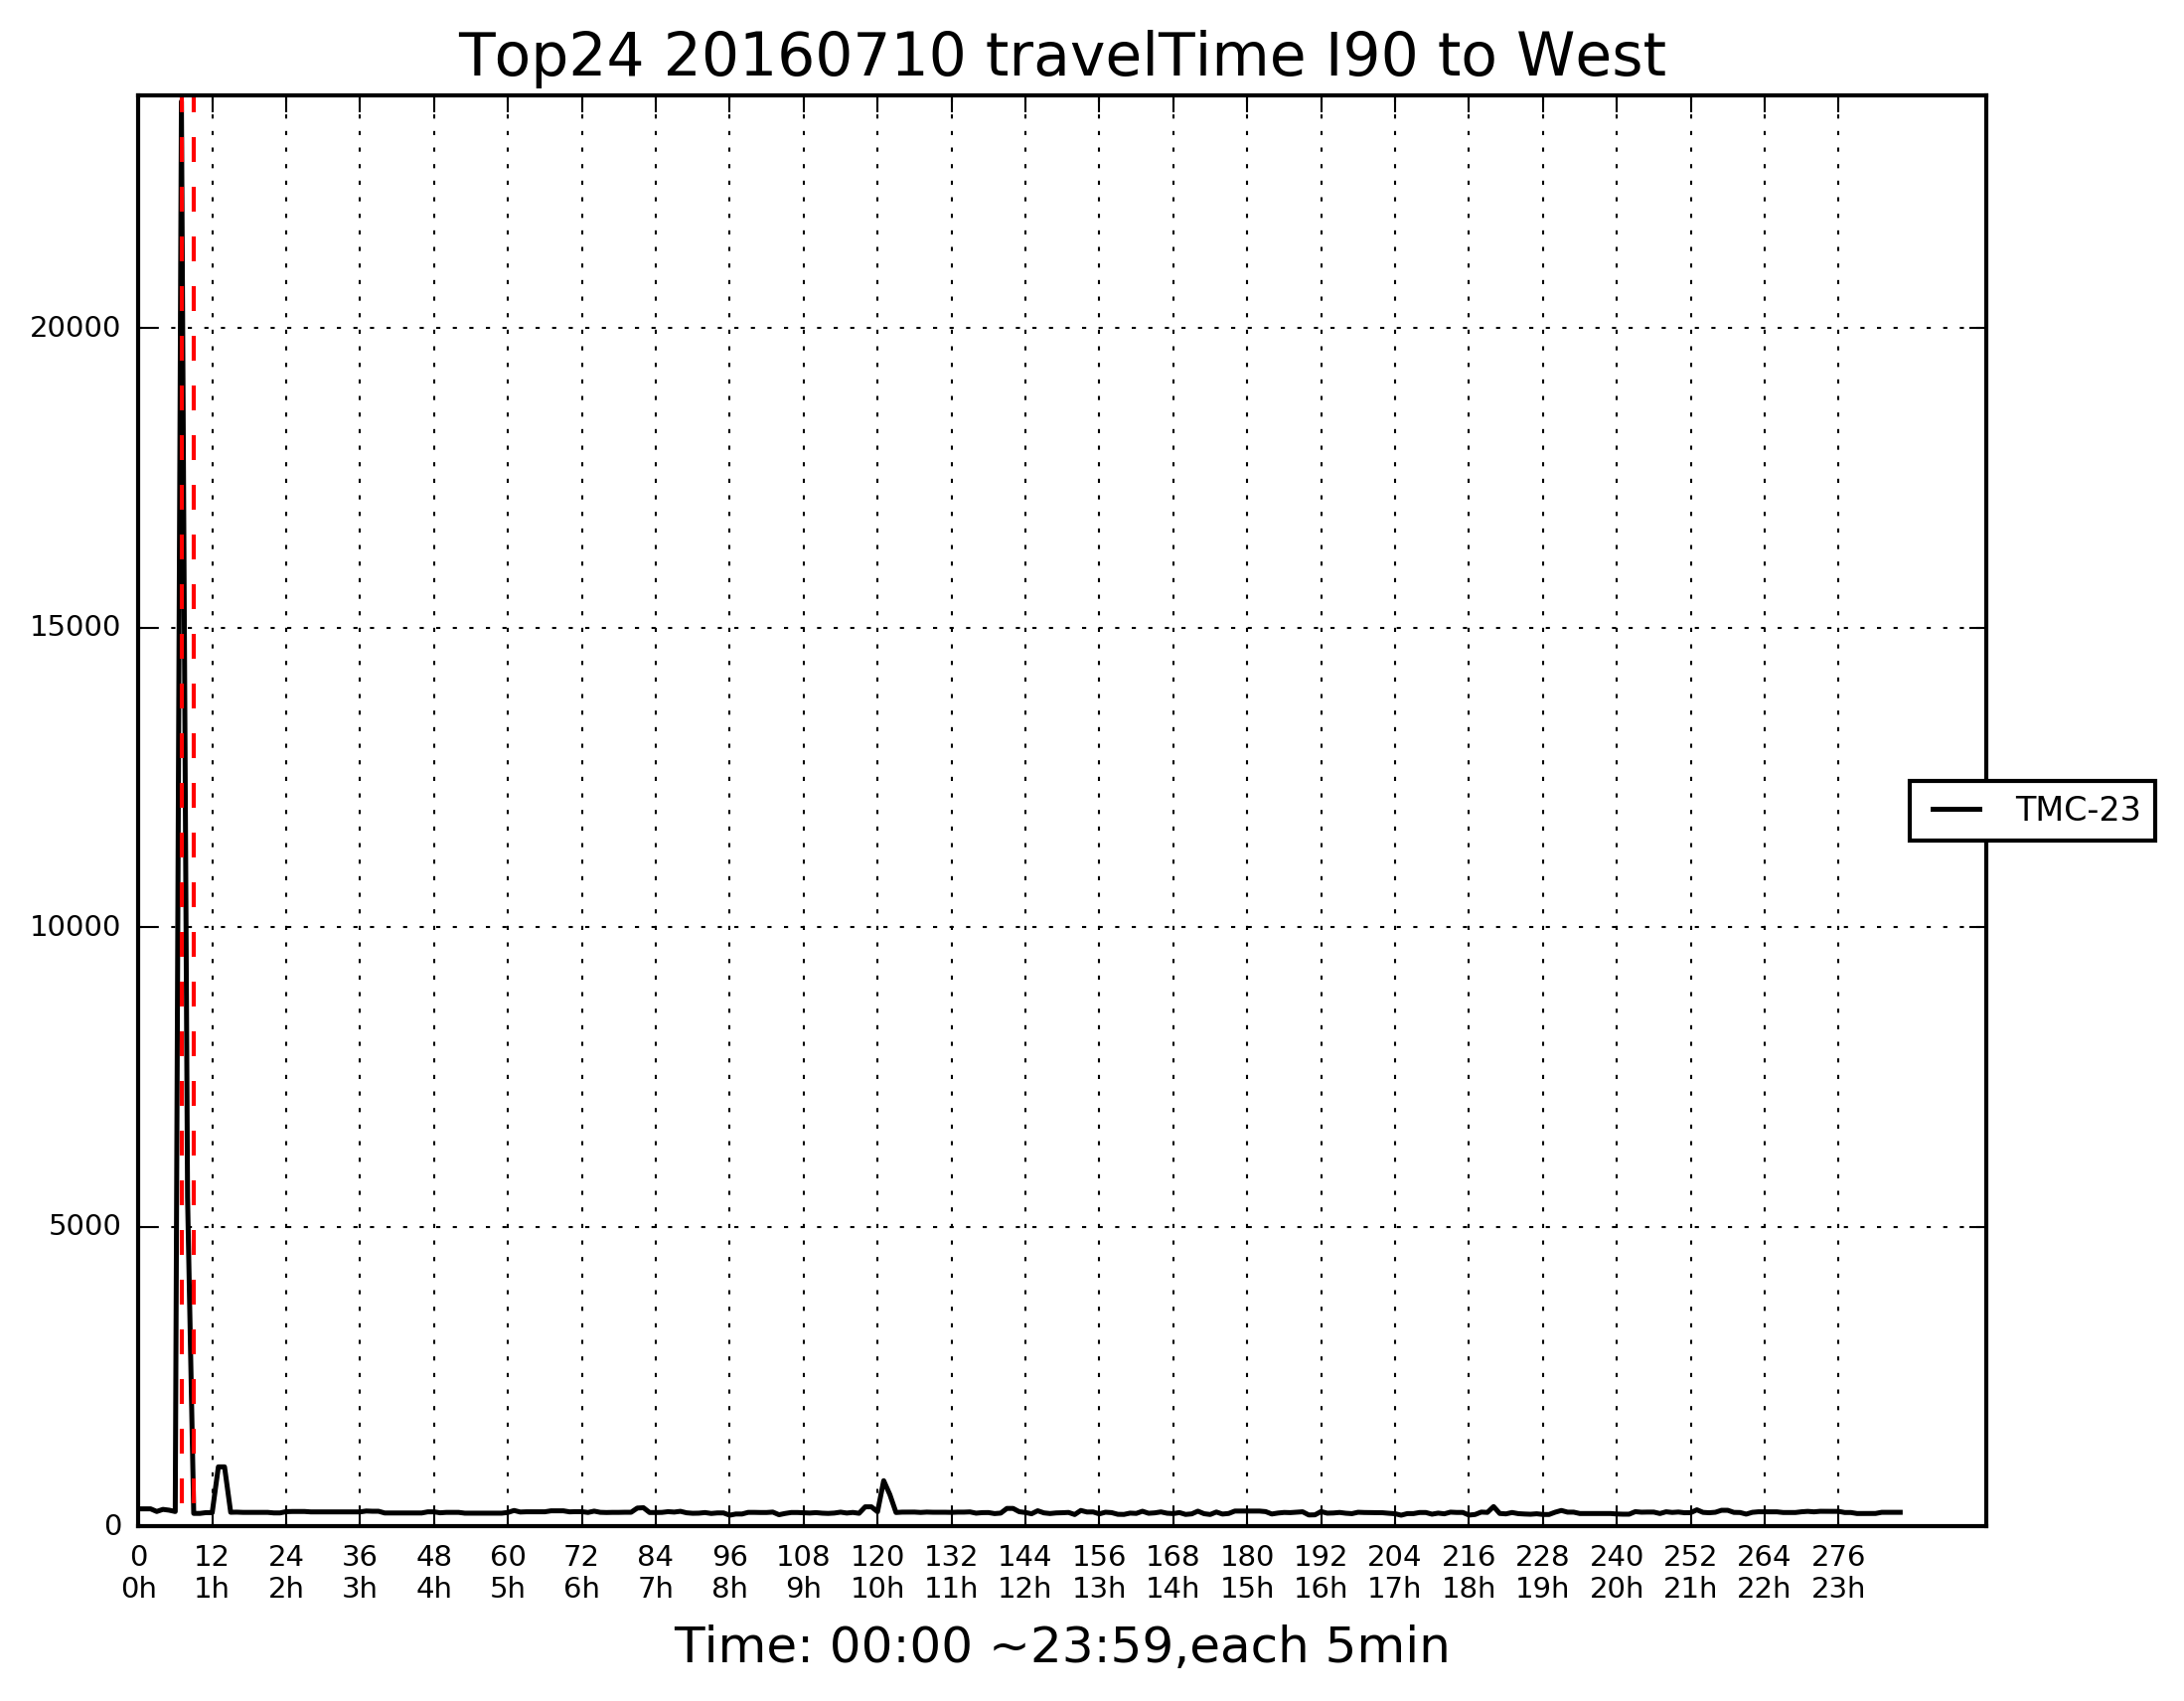 Top24 20160710 travelTime I90 to West
20000
15000
10000
5000
0
TMC-23
0 12 24 36 48 60 72 84 96 108 120 132 144 156 168 180 192 204 216 228 240 252 264 276
0h 1h 2h 3h 4h 5h 6h 7h 8h 9h 10h 11h 12h 13h 14h 15h 16h 17h 18h 19h 20h 21h 22h 23h
Time: 00:00 ~23:59,each 5min